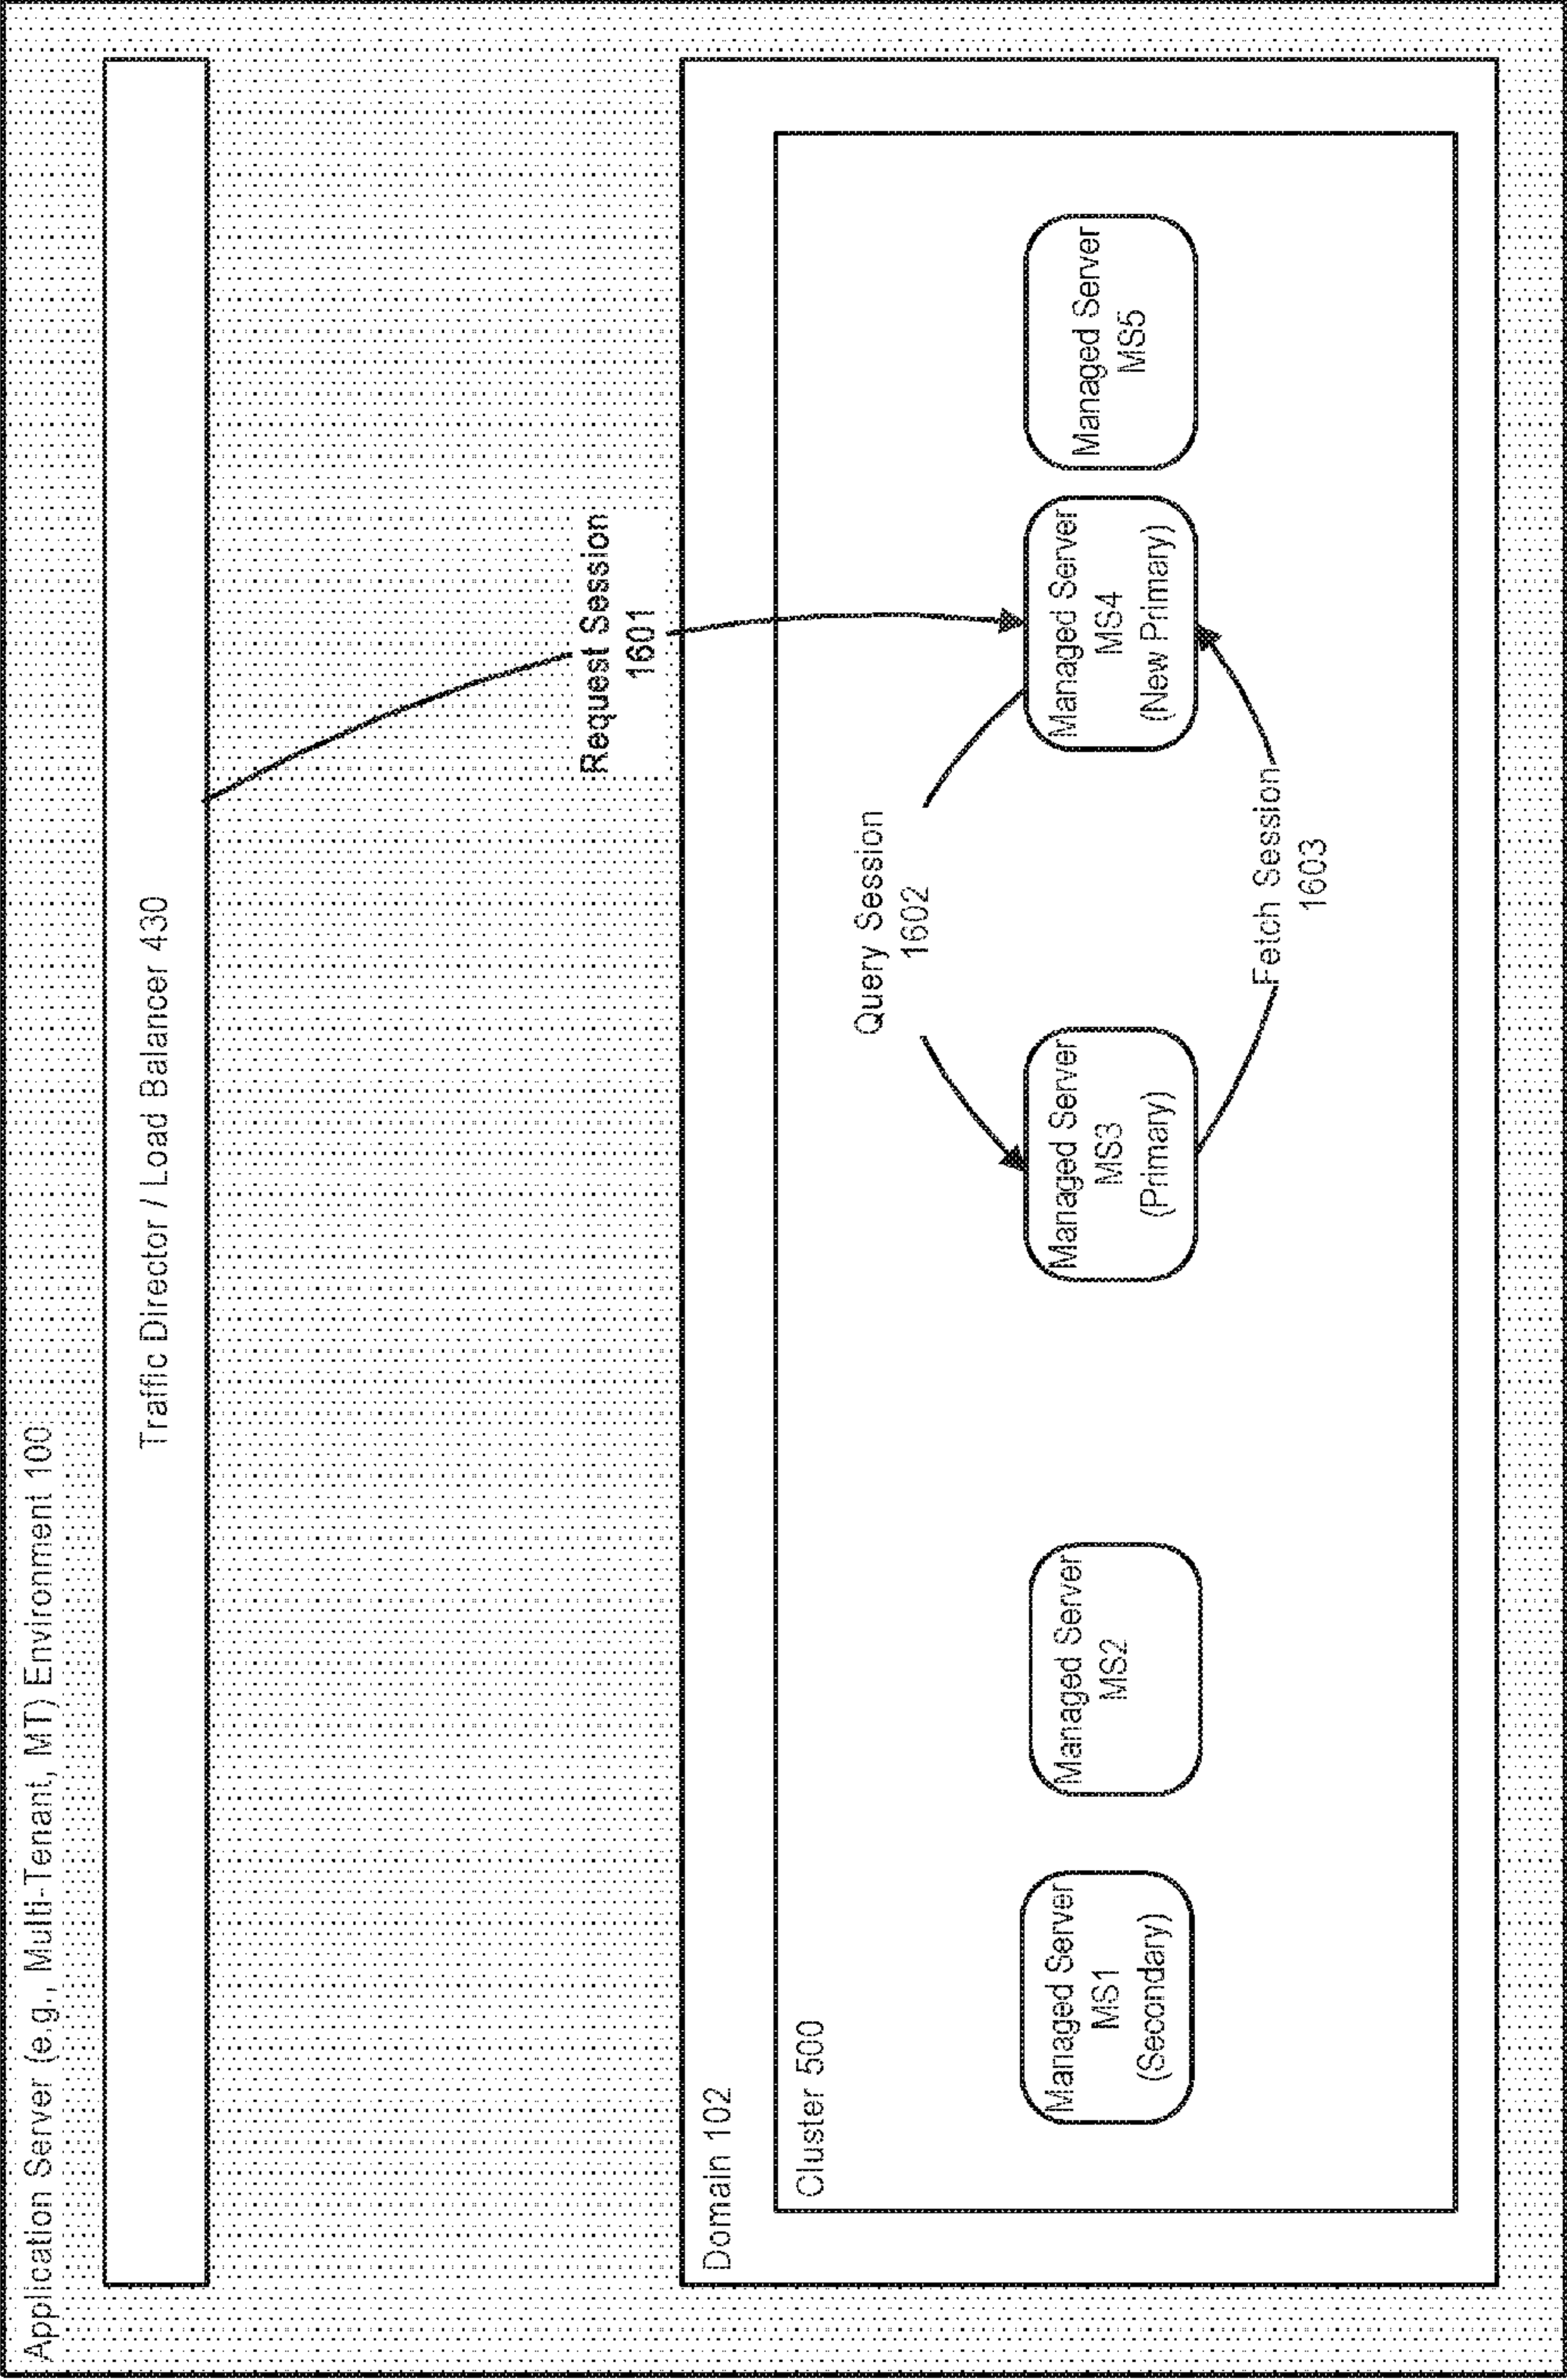 Application Server (e.g., Multi-Tenant, MT) Environment 100
Traffic Director / Load Balancer 430
Request Session
1601
Domain 102
Cluster 500
Query Session
1602
Managed Server
MS1
(Secondary)
Managed Server
MS2
Managed Server
MS3
(Primary)
Managed Server
MS4
(New Primary)
Managed Server
MS5
Fetch Session
1603